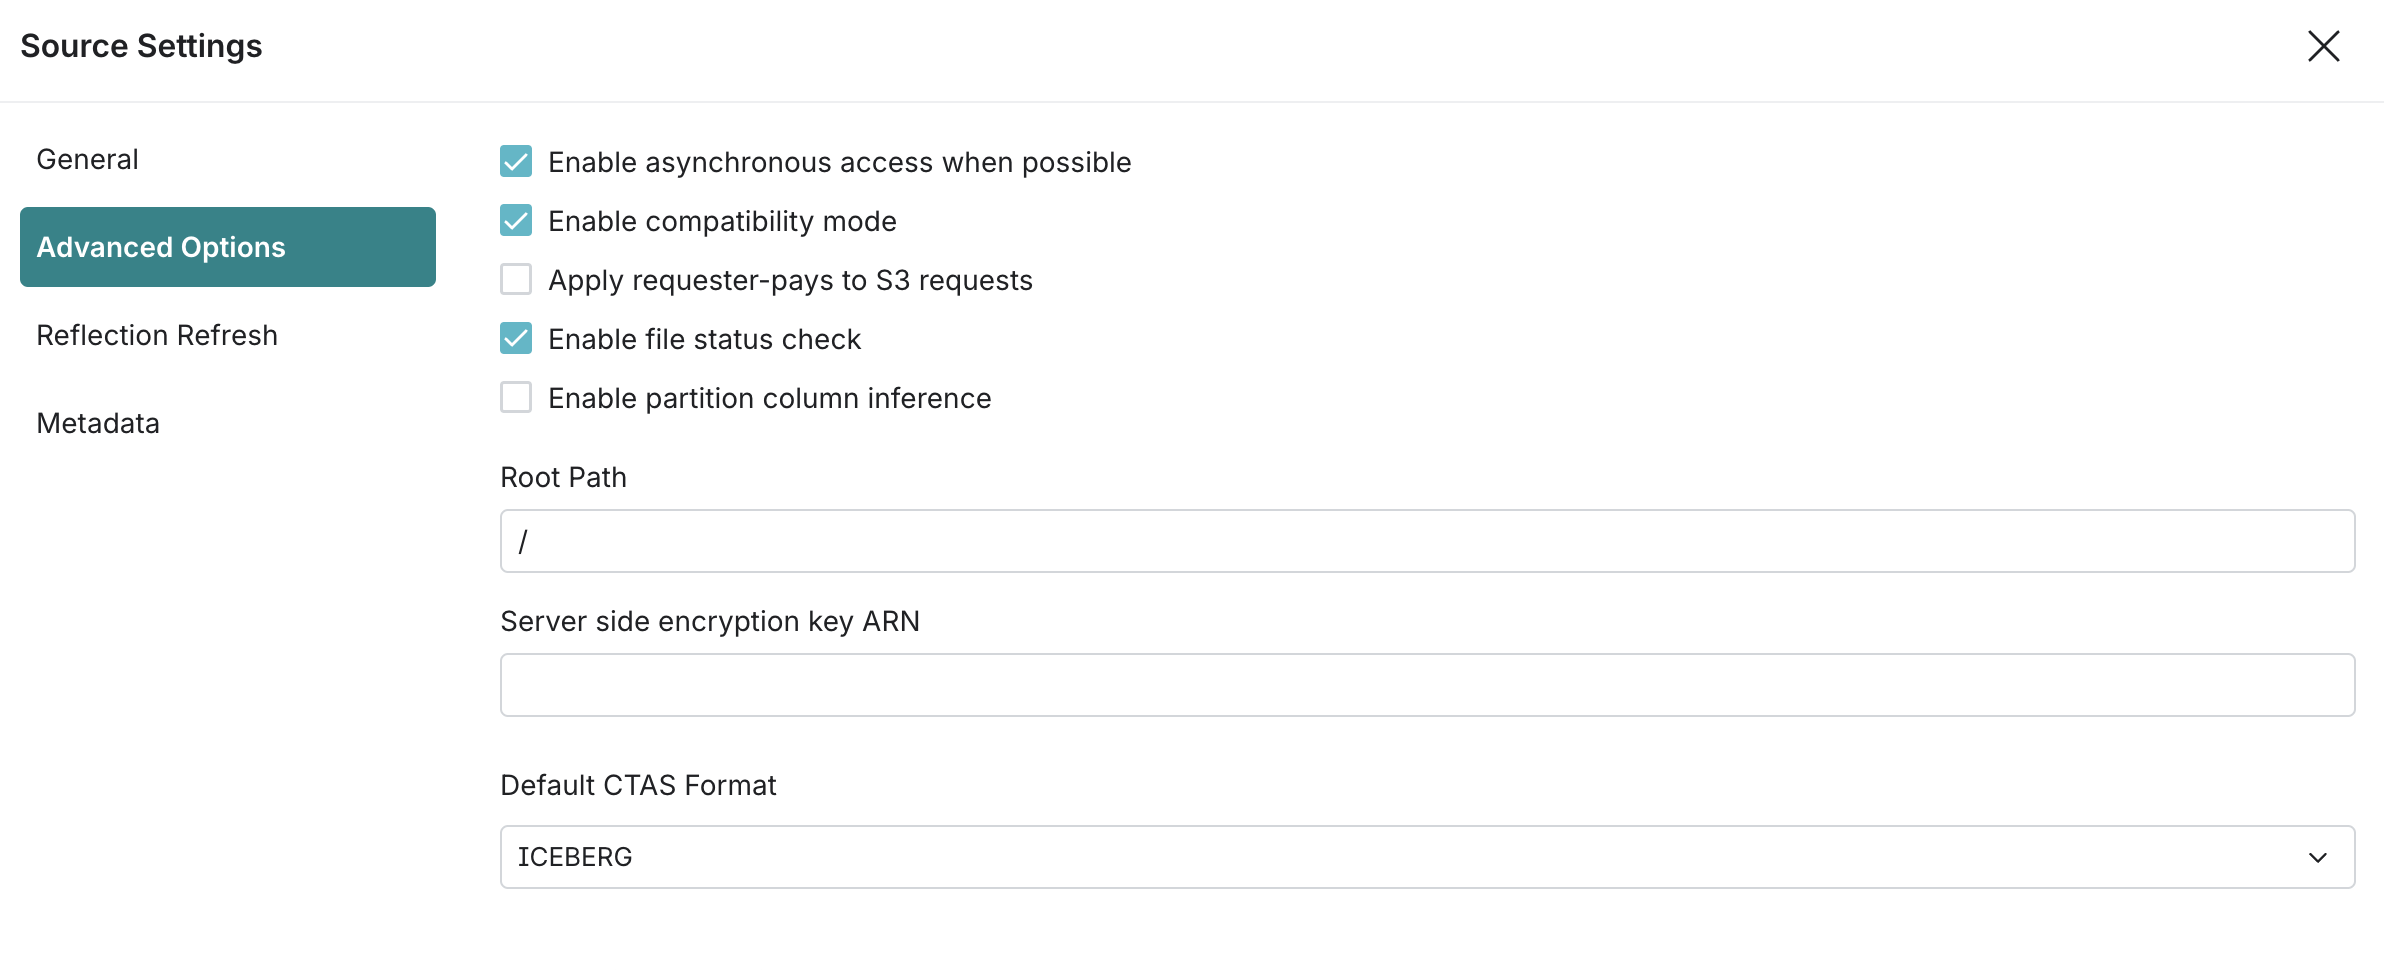 Source Settings
General
Advanced Options
Reflection Refresh
Metadata
Enable asynchronous access when possible
Enable compatibility mode
Apply requester-pays to S3 requests
Enable file status check
Enable partition column inference
Root Path
/
Server side encryption key ARN
Default CTAS Format
ICEBERG